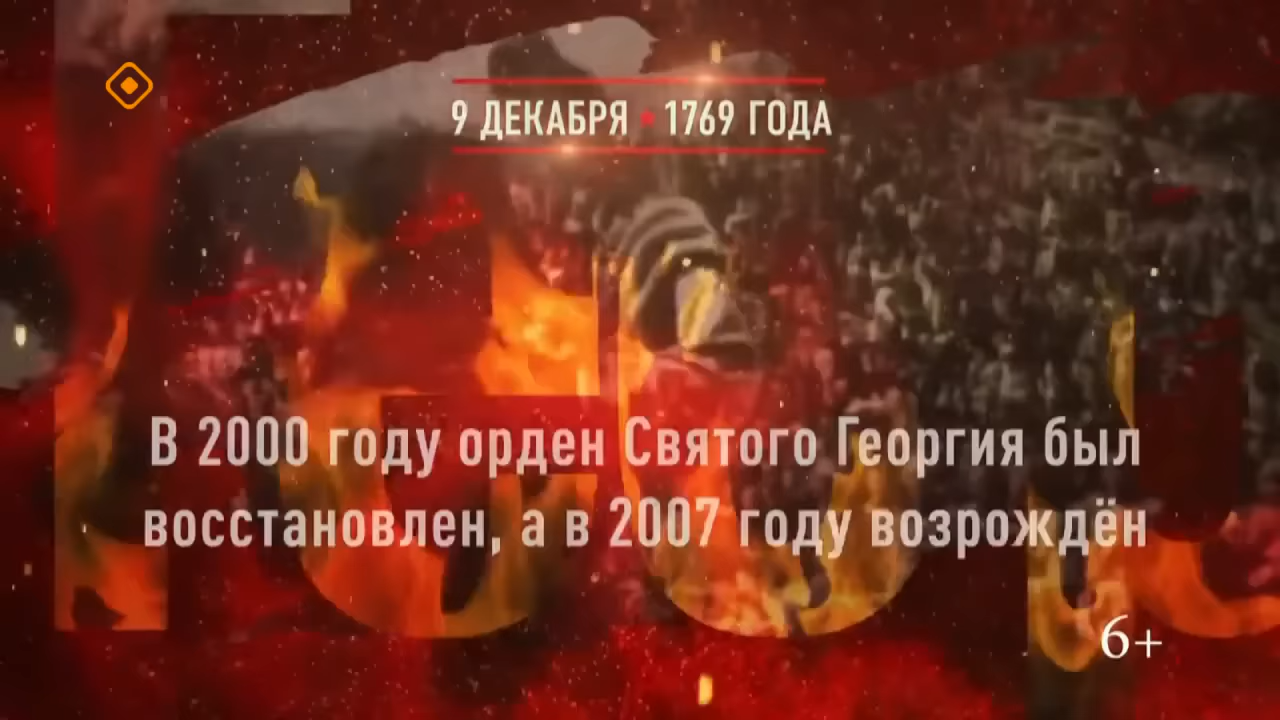 9 ДЕКАБРЯ 1769 ГОДА
В 2000 году орден Святого Георгия был
восстановлен, а в 2007 году возрождён
6+